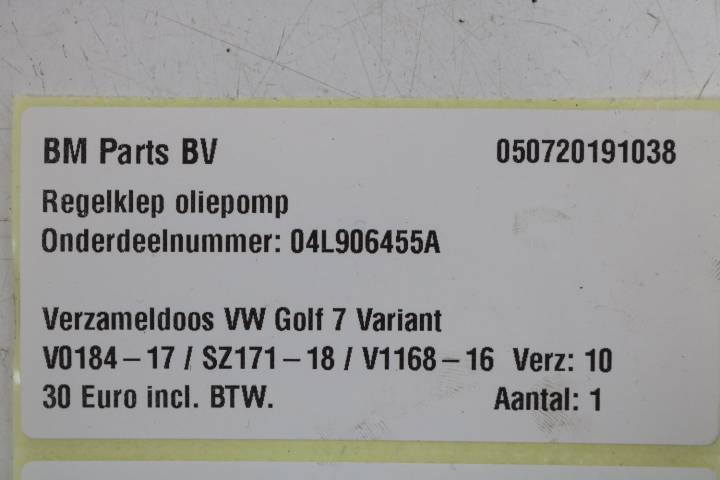 BM Parts BV 050720191038
Regelklep oliepomp
Onderdeelnummer: 04L906455A
Verzameldoos VW Golf 7 Variant
V0184-17 / SZ171-18 / V1168-16 Verz: 10
30 Euro incl. BTW. Aantal: 1